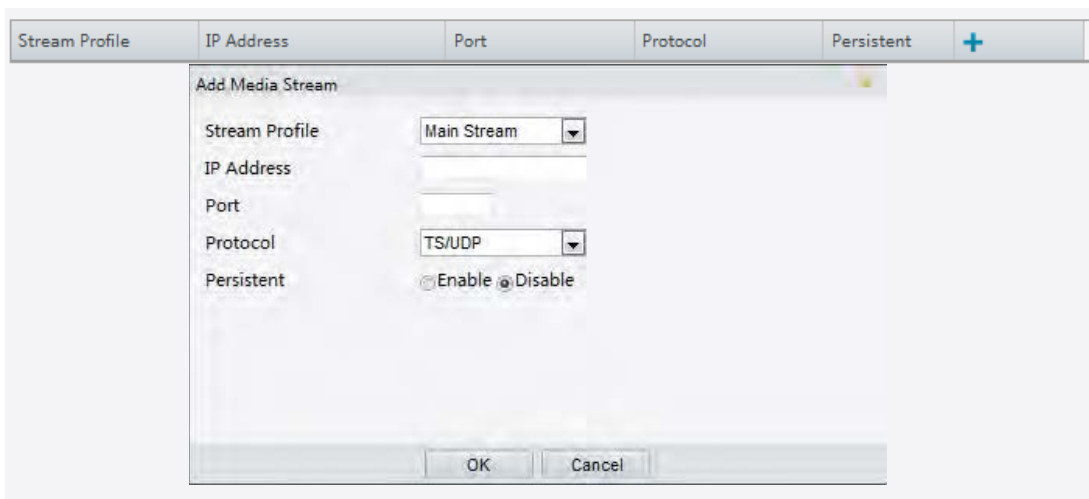 Stream Profile IP Address Port Protocol Persistent +
Add Media Stream
Stream Profile Main Stream
IP Address
Port
Protocol TS/UDP
Persistent Enable Disable
OK Cancel